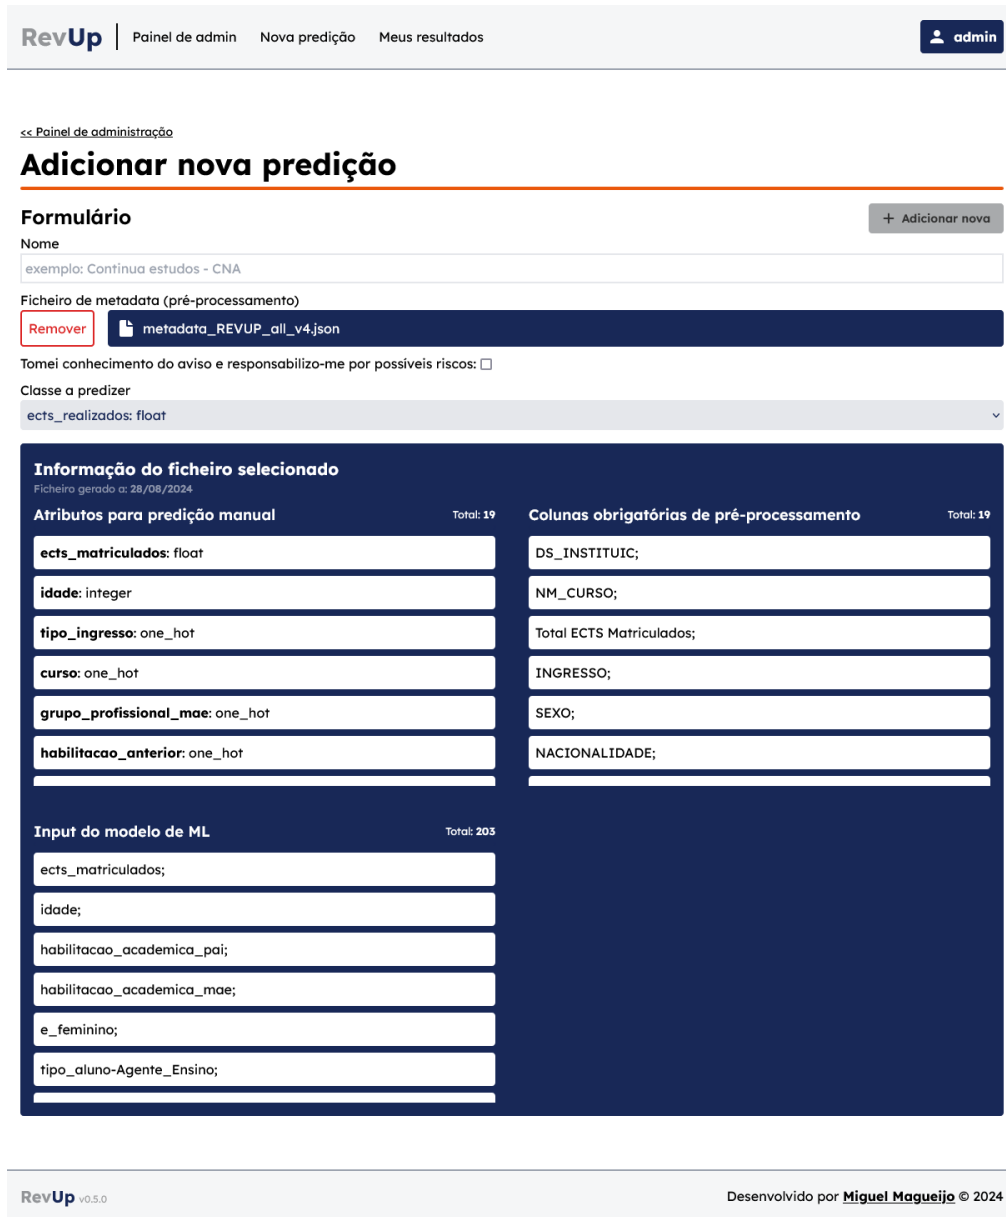 RevUp Painel de admin Nova predição Meus resultados admin
<< Painel de administração
Adicionar nova predição
Formulário + Adicionar nova
Nome
exemplo: Continua estudos - CNA
Ficheiro de metadata (pré-processamento)
Remover metadata_REVUP_all_v4.json
Tomei conhecimento do aviso e responsabilizo-me por possíveis riscos:
Classe a predizer
ects_realizados: float
Informação do ficheiro selecionado
Ficheiro gerado a: 28/08/2024
Atributos para predição manual Total: 19
ects_matriculados: float
idade: integer
tipo_ingresso: one_hot
curso: one_hot
grupo_profissional_mae: one_hot
habilitacao_anterior: one_hot
Colunas obrigatórias de pré-processamento Total: 19
DS_INSTITUIC;
NM_CURSO;
Total ECTS Matriculados;
INGRESSO;
SEXO;
NACIONALIDADE;
Input do modelo de ML Total: 203
ects_matriculados;
idade;
habilitacao_academica_pai;
habilitacao_academica_mae;
e_feminino;
tipo_aluno-Agente_Ensino;
RevUp v0.5.0 Desenvolvido por Miguel Magueijo © 2024